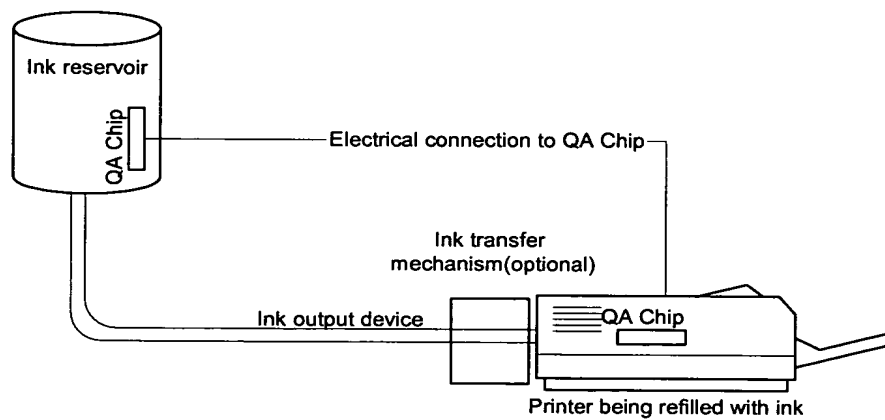 Ink reservoir
QA Chip
Electrical connection to QA Chip
Ink transfer
mechanism(optional)
Ink output device
QA Chip
Printer being refilled with ink